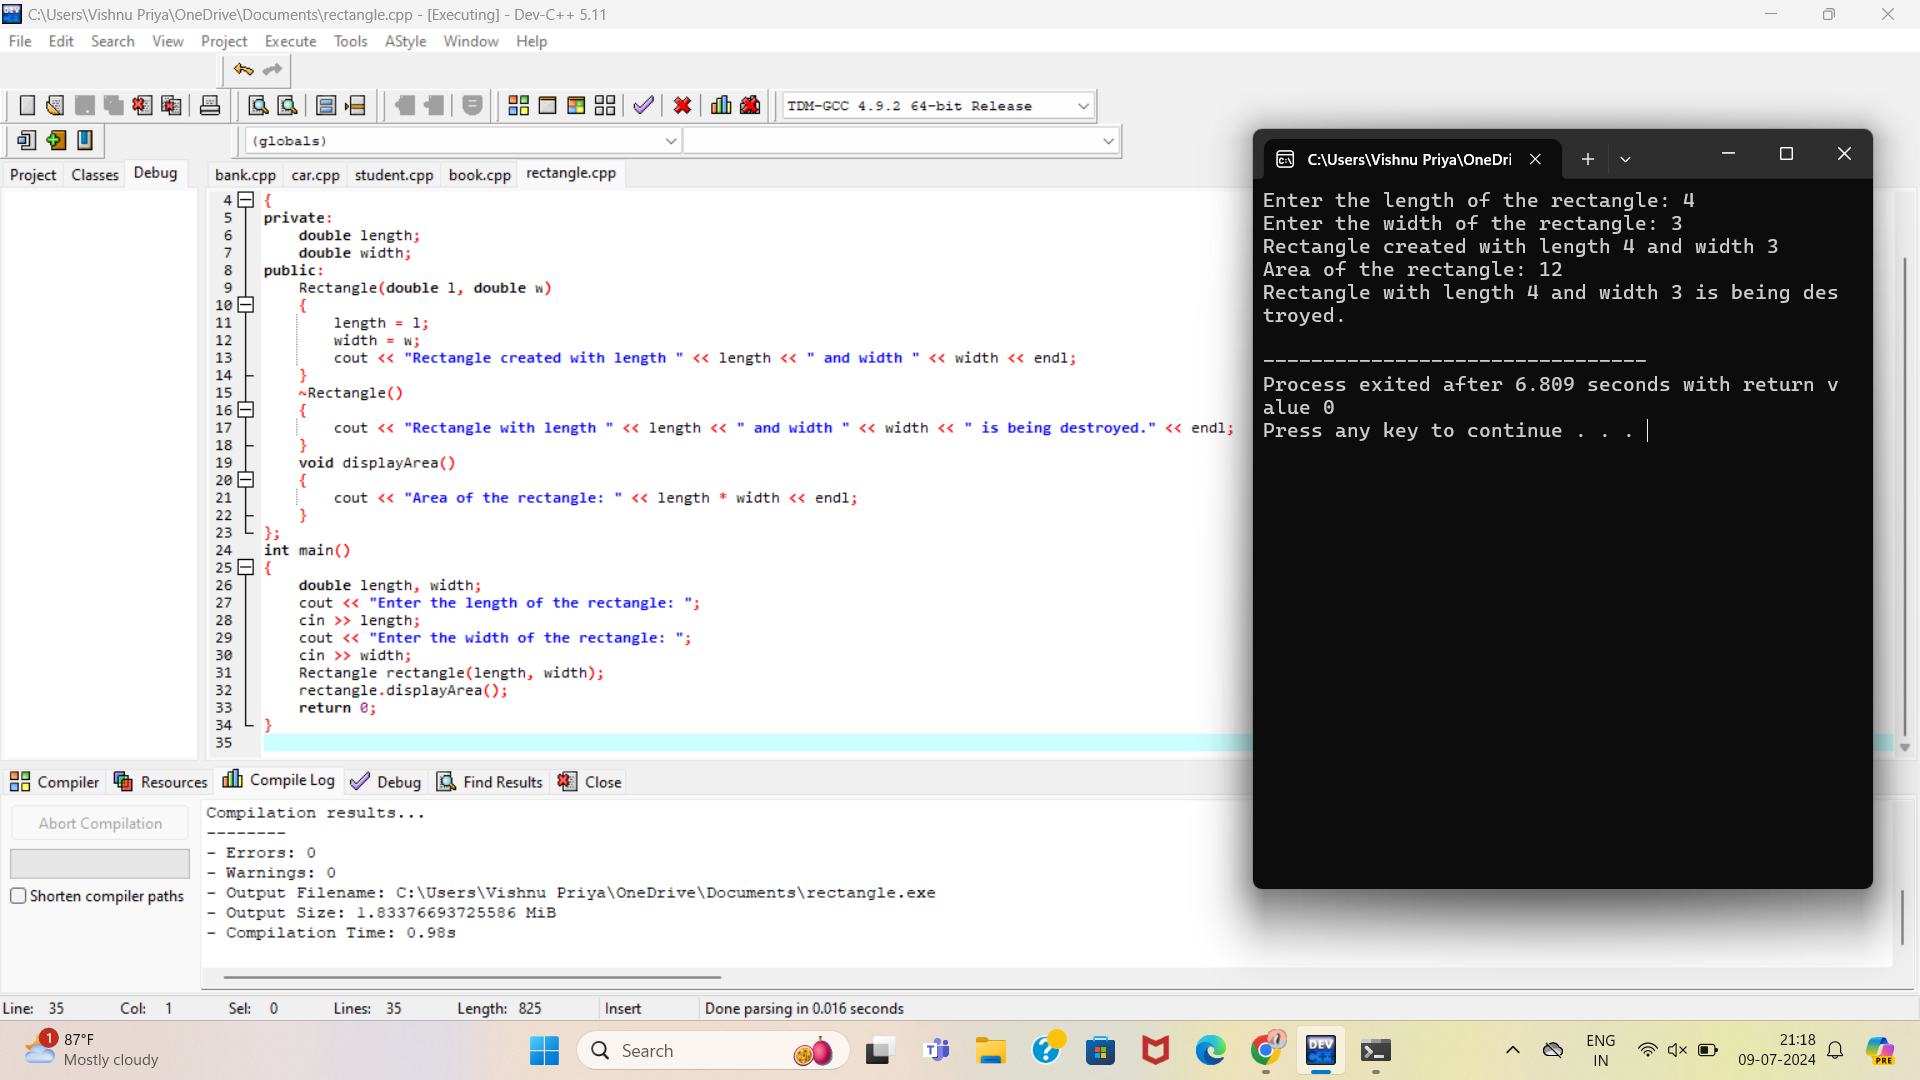 C:\Users\Vishnu Priya\OneDrive\Documents\rectangle.cpp - [Executing] - Dev-C++ 5.11
File Edit Search View Project Execute Tools AStyle Window Help
TDM-GCC 4.9.2 64-bit Release
(globals)
Project Classes Debug
bank.cpp car.cpp student.cpp book.cpp rectangle.cpp
4 {
5 private:
6 double length;
7 double width;
8 public:
9 Rectangle(double l, double w)
10 {
11 length = l;
12 width = w;
13 cout << "Rectangle created with length " << length << " and width " << width << endl;
14 }
15 ~Rectangle()
16 {
17 cout << "Rectangle with length " << length << " and width " << width << " is being destroyed." << endl;
18 }
19 void displayArea()
20 {
21 cout << "Area of the rectangle: " << length * width << endl;
22 }
23 };
24 int main()
25 {
26 double length, width;
27 cout << "Enter the length of the rectangle: ";
28 cin >> length;
29 cout << "Enter the width of the rectangle: ";
30 cin >> width;
31 Rectangle rectangle(length, width);
32 rectangle.displayArea();
33 return 0;
34 }
35
C:\Users\Vishnu Priya\OneDri
Enter the length of the rectangle: 4
Enter the width of the rectangle: 3
Rectangle created with length 4 and width 3
Area of the rectangle: 12
Rectangle with length 4 and width 3 is being des
troyed.
--------------------------------
Process exited after 6.809 seconds with return v
alue 0
Press any key to continue . . .
Compiler Resources Compile Log Debug Find Results Close
Abort Compilation
Shorten compiler paths
Compilation results...
--------
- Errors: 0
- Warnings: 0
- Output Filename: C:\Users\Vishnu Priya\OneDrive\Documents\rectangle.exe
- Output Size: 1.83376693725586 MiB
- Compilation Time: 0.98s
Line: 35 Col: 1 Sel: 0 Lines: 35 Length: 825 Insert Done parsing in 0.016 seconds
1
87°F
Mostly cloudy
Search
DEV
PRE
ENG
IN
21:18
09-07-2024